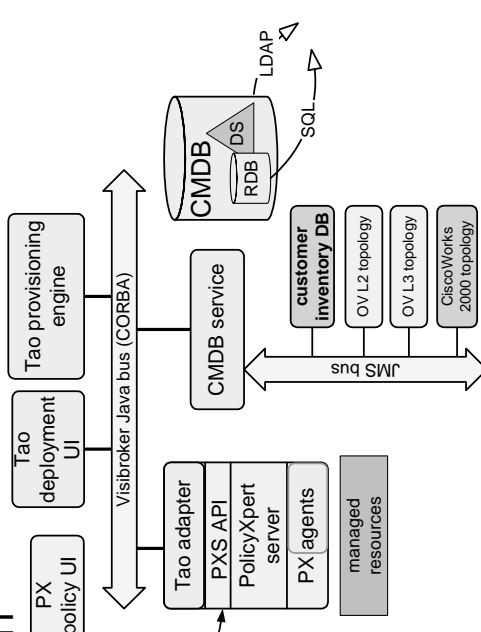 LDAP
SQL
CMDB
DS
RDB
Tao provisioning
engine
customer
inventory DB
OV L2 topology
OV L3 topology
CiscoWorks
2000 topology
CMDB service
JMS bus
Visibroker Java bus (CORBA)
Tao
deployment
UI
Tao adapter
PXS API
PolicyXpert
server
PX agents
managed
resources
PX
policy UI